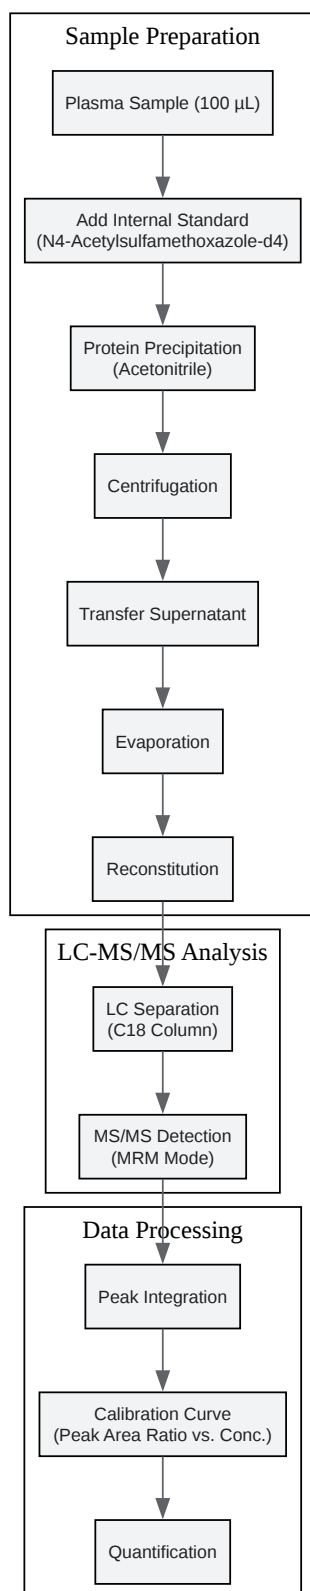 Sample Preparation
Plasma Sample (100 µL)
Add Internal Standard
(N4-Acetylsulfamethoxazole-d4)
Protein Precipitation
(Acetonitrile)
Centrifugation
Transfer Supernatant
Evaporation
Reconstitution
LC-MS/MS Analysis
LC Separation
(C18 Column)
MS/MS Detection
(MRM Mode)
Data Processing
Peak Integration
Calibration Curve
(Peak Area Ratio vs. Conc.)
Quantification